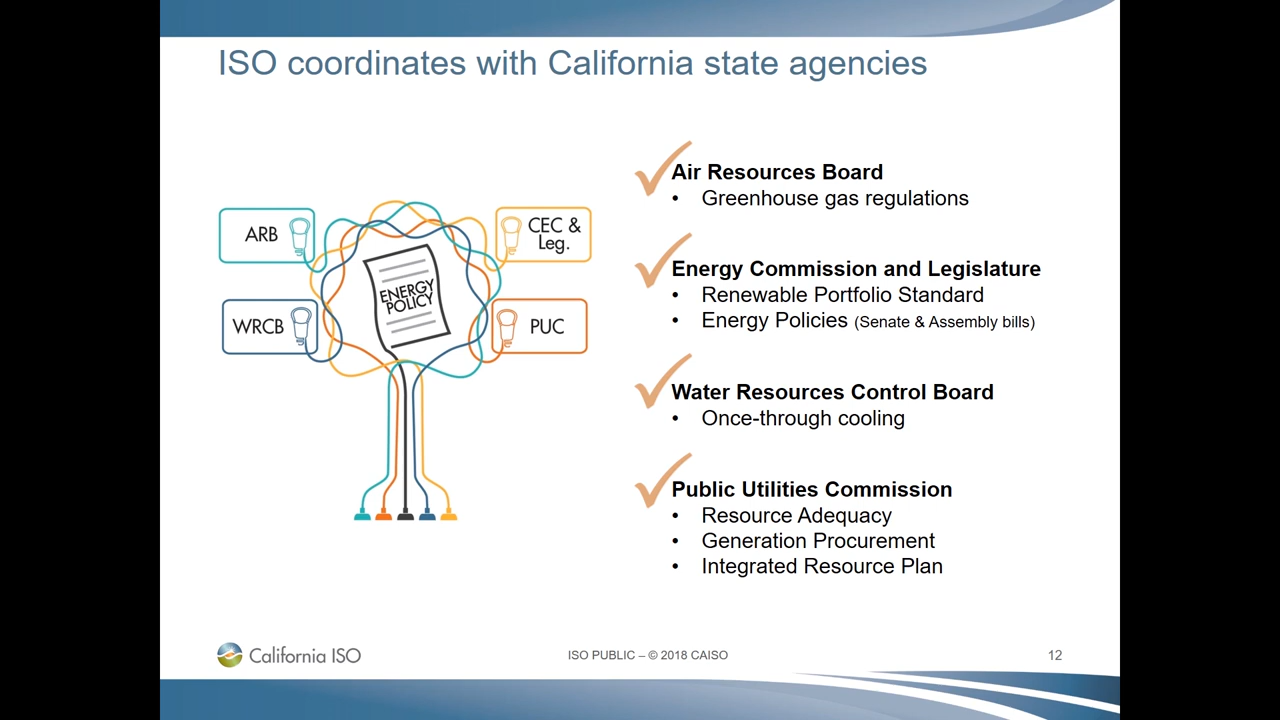 ISO coordinates with California state agencies
ARB
CEC &
Leg.
WRCB
PUC
ENERGY
POLICY
Air Resources Board
• Greenhouse gas regulations
Energy Commission and Legislature
• Renewable Portfolio Standard
• Energy Policies (Senate & Assembly bills)
Water Resources Control Board
• Once-through cooling
Public Utilities Commission
• Resource Adequacy
• Generation Procurement
• Integrated Resource Plan
California ISO
ISO PUBLIC – © 2018 CAISO
12